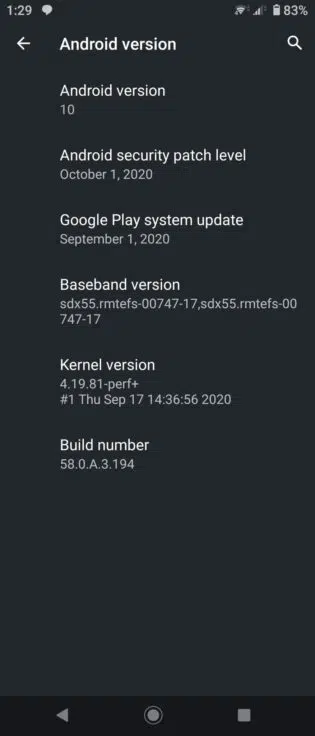 1:29 83%
Android version
Android version
10
Android security patch level
October 1, 2020
Google Play system update
September 1, 2020
Baseband version
sdx55.rmtefs-00747-17,sdx55.rmtefs-00
747-17
Kernel version
4.19.81-perf+
#1 Thu Sep 17 14:36:56 2020
Build number
58.0.A.3.194